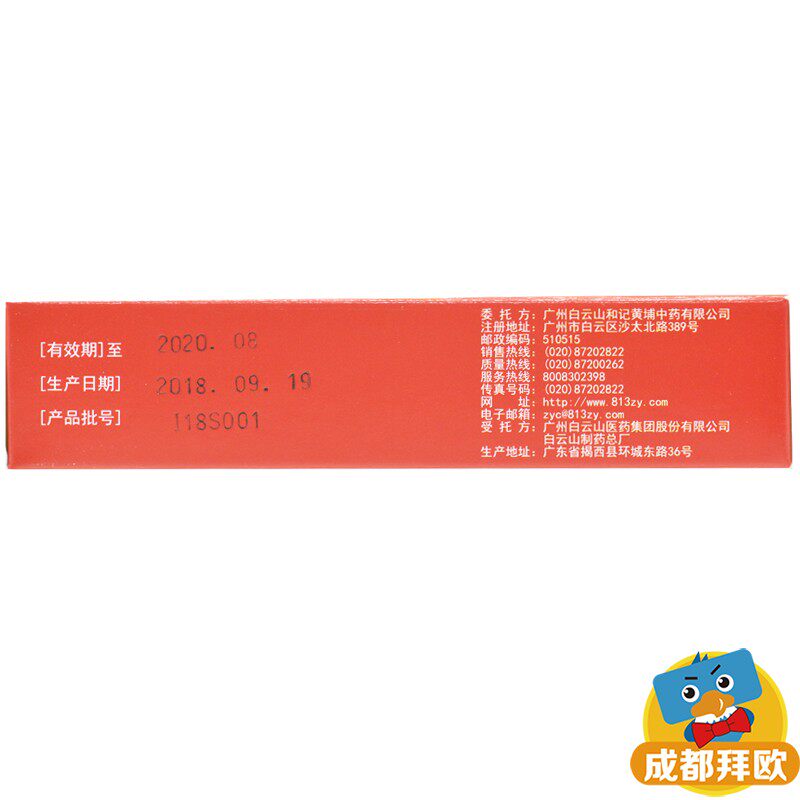 [有效期]至 2020. 08
[生产日期] 2018. 09. 19
[产品批号] I18S001
委 托 方：广州白云山和记黄埔中药有限公司
注册地址：广州市白云区沙太北路389号
邮政编码：510515
销售热线：(020)87202822
质量热线：(020)87200262
服务热线：8008302398
传真号码：(020)87202822
网 址：http://www.813zy.com
电子邮箱：zyc@813zy.com
受 托 方：广州白云山医药集团股份有限公司
白云山制药总厂
生产地址：广东省揭西县环城东路36号
成都拜欧